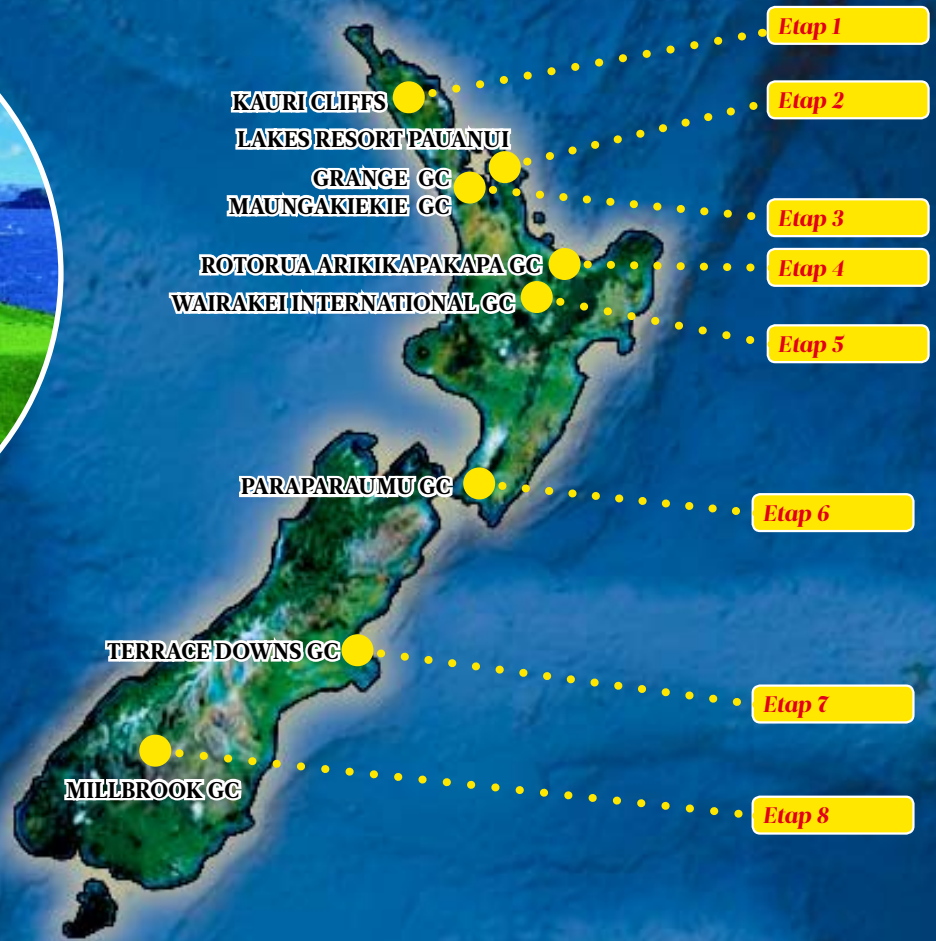 Etap 1
KAURI CLIFFS
Etap 2
LAKES RESORT PAUANUI
GRANGE GC
MAUNGAKIEKIE GC
Etap 3
ROTORUA ARIKIKAPAKAPA GC
Etap 4
WAIRAKEI INTERNATIONAL GC
Etap 5
PARAPARAUMU GC
Etap 6
TERRACE DOWNS GC
Etap 7
MILLBROOK GC
Etap 8